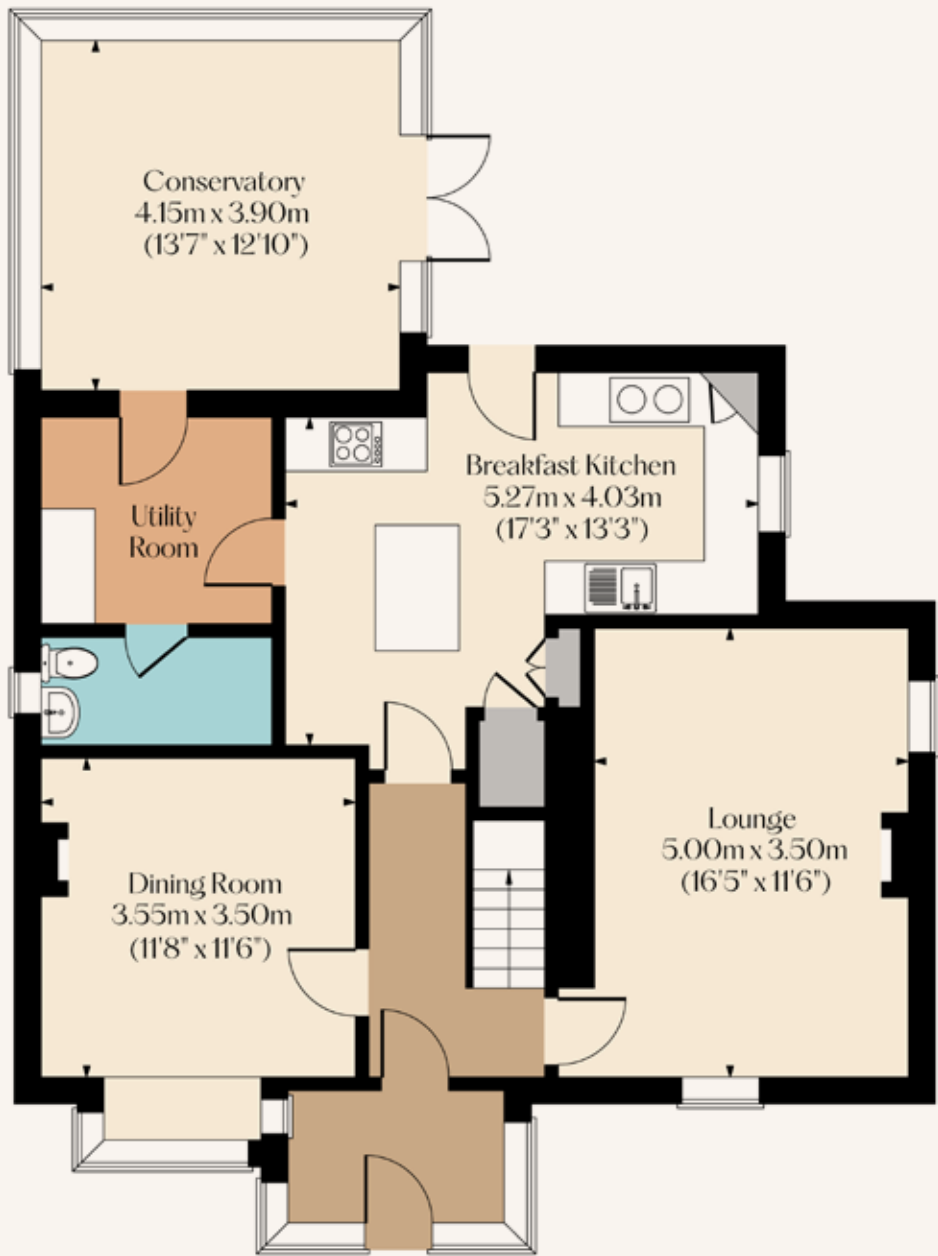 Conservatory
4.15m x 3.90m
(13'7" x 12'10")
Breakfast Kitchen
5.27m x 4.03m
(17'3" x 13'3")
Utility
Room
Lounge
5.00m x 3.50m
(16'5" x 11'6")
Dining Room
3.55m x 3.50m
(11'8" x 11'6")